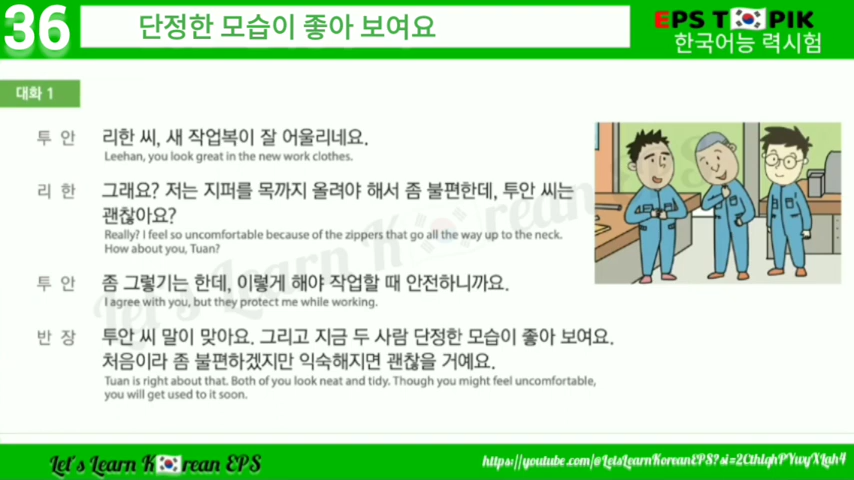 36
단정한 모습이 좋아 보여요
EPS TOPIK
한국어능 력시험
대화 1
투 안 리한 씨, 새 작업복이 잘 어울리네요.
Leehan, you look great in the new work clothes.
리 한 그래요? 저는 지퍼를 목까지 올려야 해서 좀 불편한데, 투안 씨는
괜찮아요?
Really? I feel so uncomfortable because of the zippers that go all the way up to the neck.
How about you, Tuan?
투 안 좀 그렇기는 한데, 이렇게 해야 작업할 때 안전하니까요.
I agree with you, but they protect me while working.
반 장 투안 씨 말이 맞아요. 그리고 지금 두 사람 단정한 모습이 좋아 보여요.
처음이라 좀 불편하겠지만 익숙해지면 괜찮을 거예요.
Tuan is right about that. Both of you look neat and tidy. Though you might feel uncomfortable,
you will get used to it soon.
Let's Learn Korean EPS
Let's Learn Korean EPS
https://youtube.com/@LetsLearnKoreanEPS?si=2CthlqhPYwyXLah4